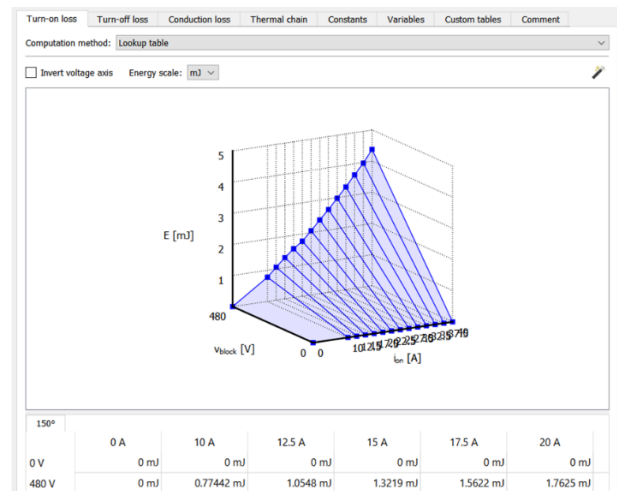 Turn-on loss Turn-off loss Conduction loss Thermal chain Constants Variables Custom tables Comment
Computation method: Lookup table
Invert voltage axis Energy scale: mJ
5
4
3
2
1
E [mJ]
480
0 0
10
v_block [V]
i_on [A]
150°
0 A 10 A 12.5 A 15 A 17.5 A 20 A
0 V 0 mJ 0 mJ 0 mJ 0 mJ 0 mJ 0 mJ
480 V 0 mJ 0.77442 mJ 1.0548 mJ 1.3219 mJ 1.5622 mJ 1.7625 mJ